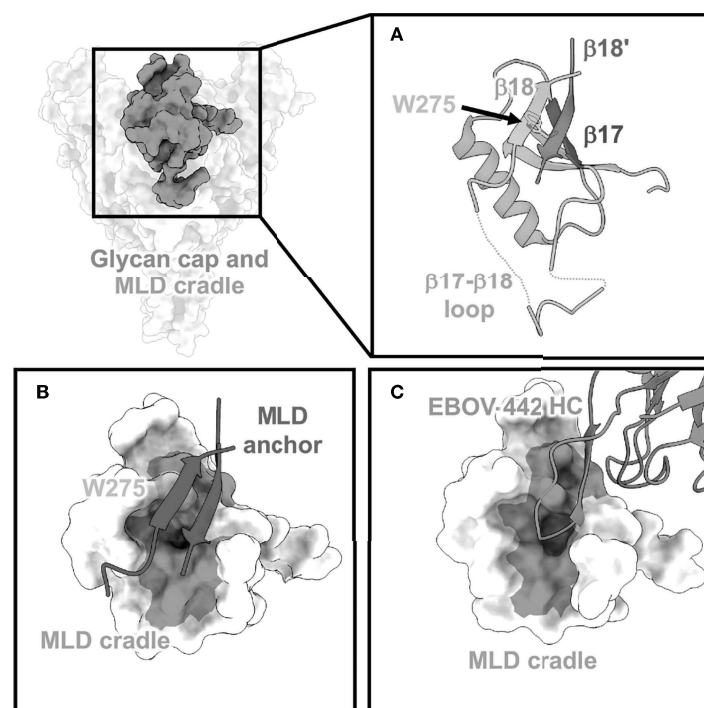 Glycan cap and
MLD cradle
A
β18'
β18
W275
β17
β17-β18
loop
B
MLD
anchor
W275
MLD cradle
C
EBOV-442 HC
MLD cradle